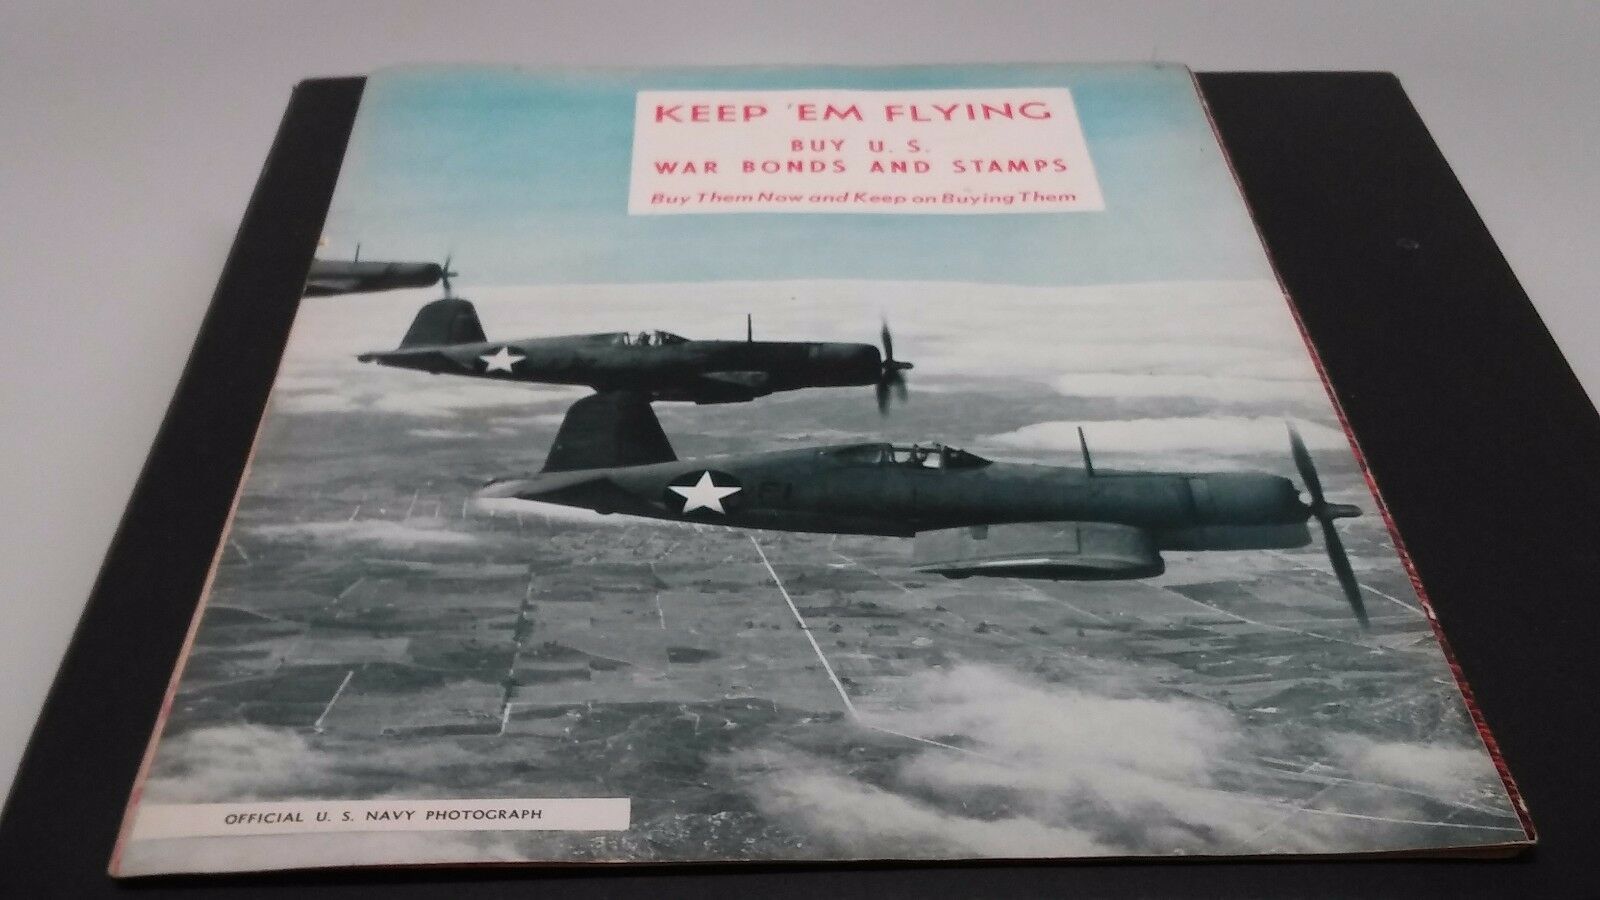 KEEP 'EM FLYING
BUY U. S.
WAR BONDS AND STAMPS
Buy Them Now and Keep on Buying Them
OFFICIAL U. S. NAVY PHOTOGRAPH